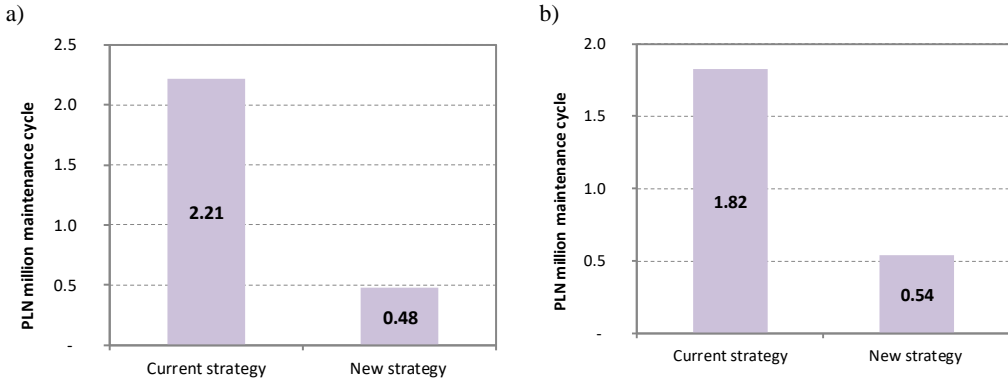 a)
PLN million maintenance cycle
2.5
2.0
1.5
1.0
0.5
-
2.21
0.48
Current strategy
New strategy
b)
PLN million maintenance cycle
2.0
1.5
1.0
0.5
-
1.82
0.54
Current strategy
New strategy